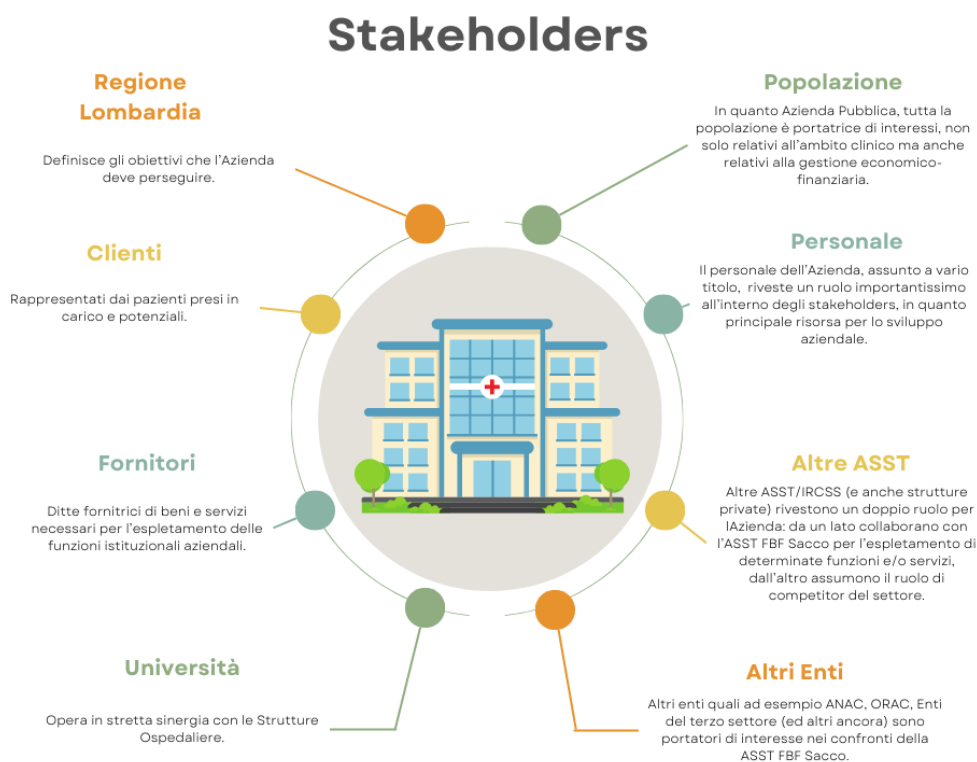 Stakeholders
Regione
Lombardia
Definisce gli obiettivi che l'Azienda
deve perseguire.
Clienti
Rappresentati dai pazienti presi in
carico e potenziali.
Fornitori
Ditte fornitrici di beni e servizi
necessari per l'espletamento delle
funzioni istituzionali aziendali.
Università
Opera in stretta sinergia con le Strutture
Ospedaliere.
Popolazione
In quanto Azienda Pubblica, tutta la
popolazione è portatrice di interessi, non
solo relativi all'ambito clinico ma anche
relativi alla gestione economico-
finanziaria.
Personale
Il personale dell'Azienda, assunto a vario
titolo, riveste un ruolo importantissimo
all'interno degli stakeholders, in quanto
principale risorsa per lo sviluppo
aziendale.
Altre ASST
Altre ASST/IRCSS (e anche strutture
private) rivestono un doppio ruolo per
lAzienda: da un lato collaborano con
l'ASST FBF Sacco per l'espletamento di
determinate funzioni e/o servizi,
dall'altro assumono il ruolo di
competitor del settore.
Altri Enti
Altri enti quali ad esempio ANAC, ORAC, Enti
del terzo settore (ed altri ancora) sono
portatori di interesse nei confronti della
ASST FBF Sacco.